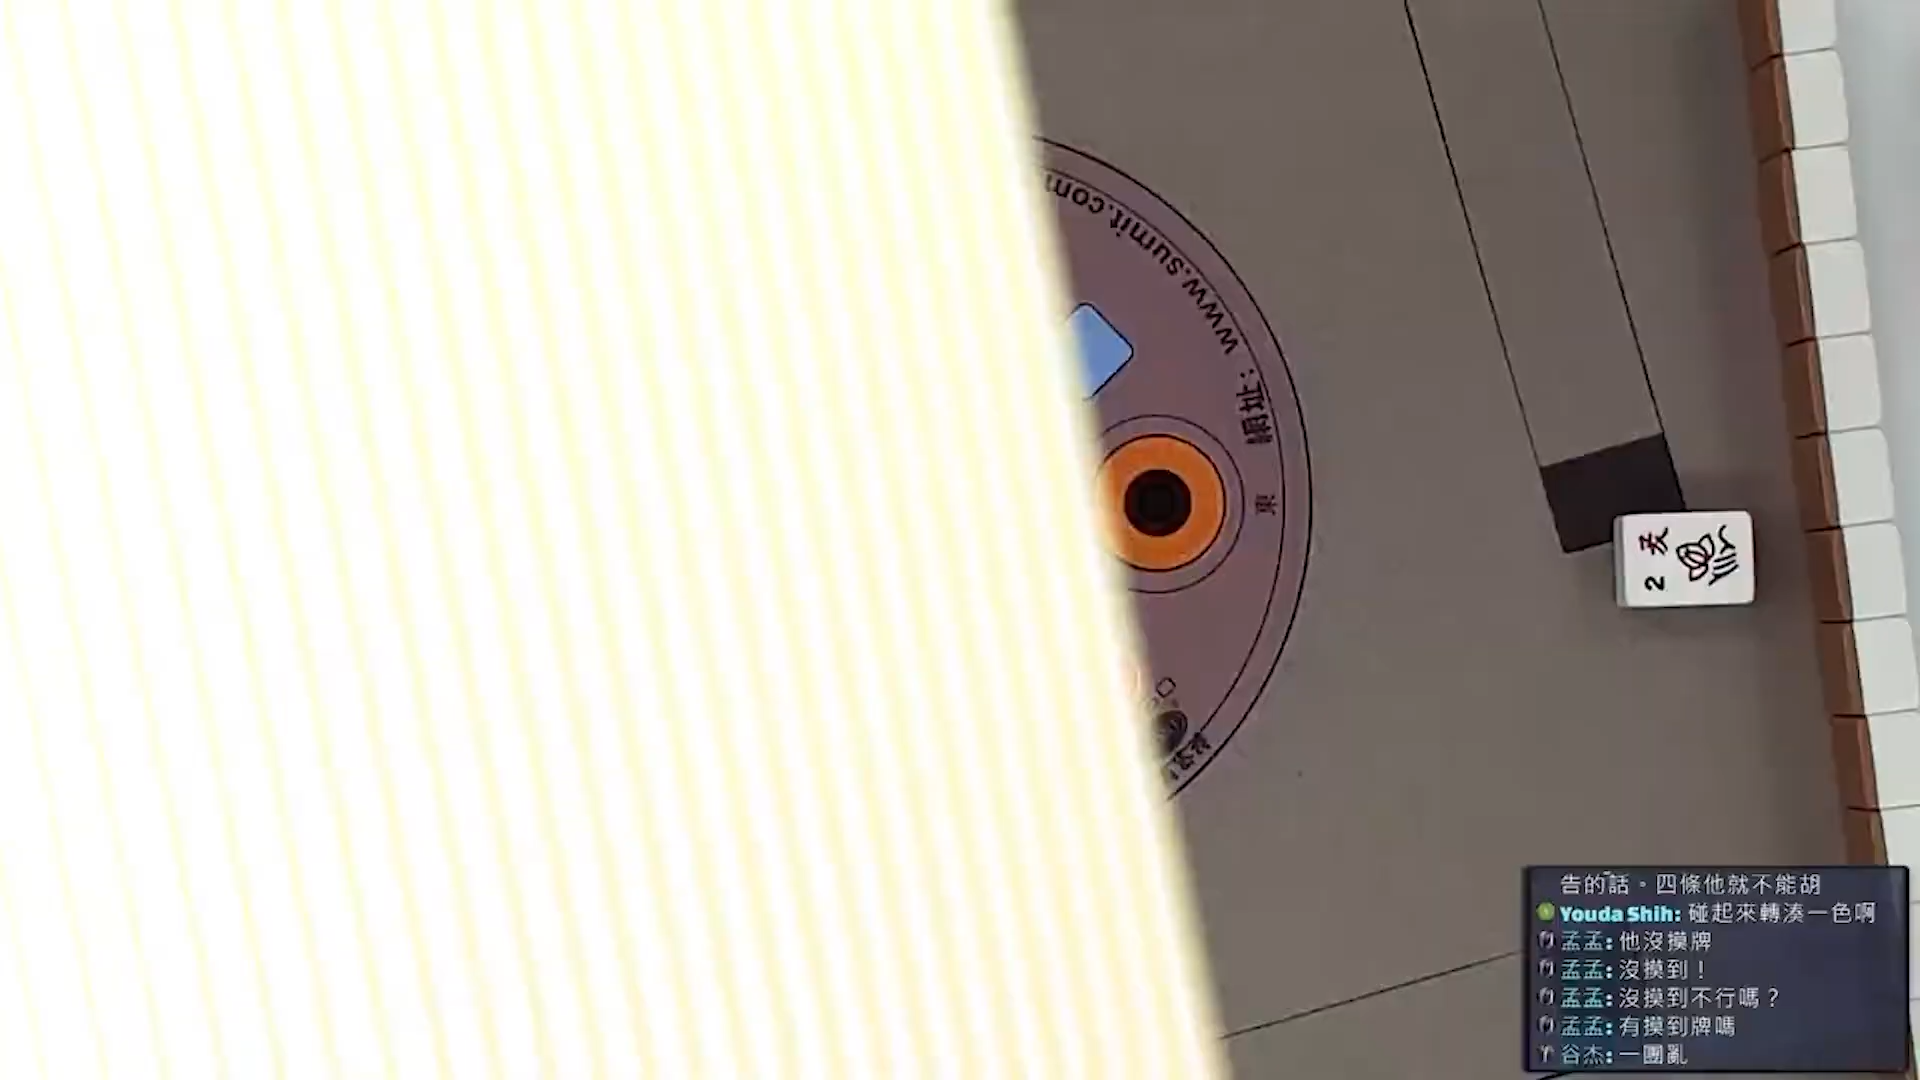 www.summit.com
網址：
東
2
告的話。四條他就不能胡
Youda Shih: 碰起來轉湊一色啊
孟孟: 他沒摸牌
孟孟: 沒摸到！
孟孟: 沒摸到不行嗎？
孟孟: 有摸到牌嗎
谷杰: 一團亂